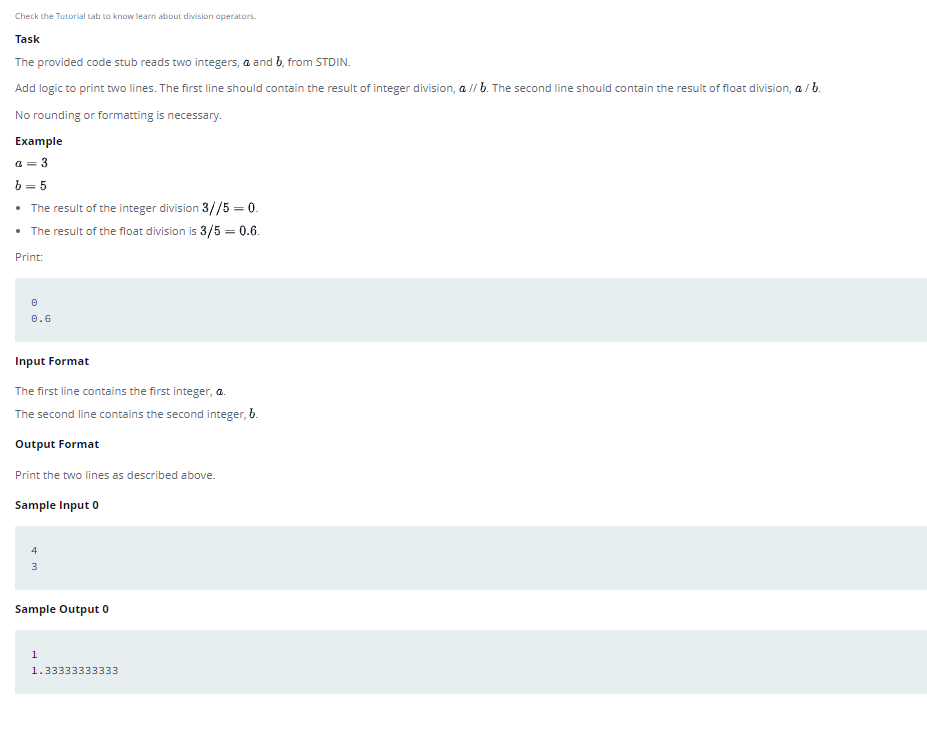 Check the Tutorial tab to know learn about division operators.
Task
The provided code stub reads two integers, a and b, from STDIN.
Add logic to print two lines. The first line should contain the result of integer division, a // b. The second line should contain the result of float division, a / b.
No rounding or formatting is necessary.
Example
a = 3
b = 5
• The result of the integer division 3//5 = 0.
• The result of the float division is 3/5 = 0.6.
Print:
0
0.6
Input Format
The first line contains the first integer, a.
The second line contains the second integer, b.
Output Format
Print the two lines as described above.
Sample Input 0
4
3
Sample Output 0
1
1.33333333333